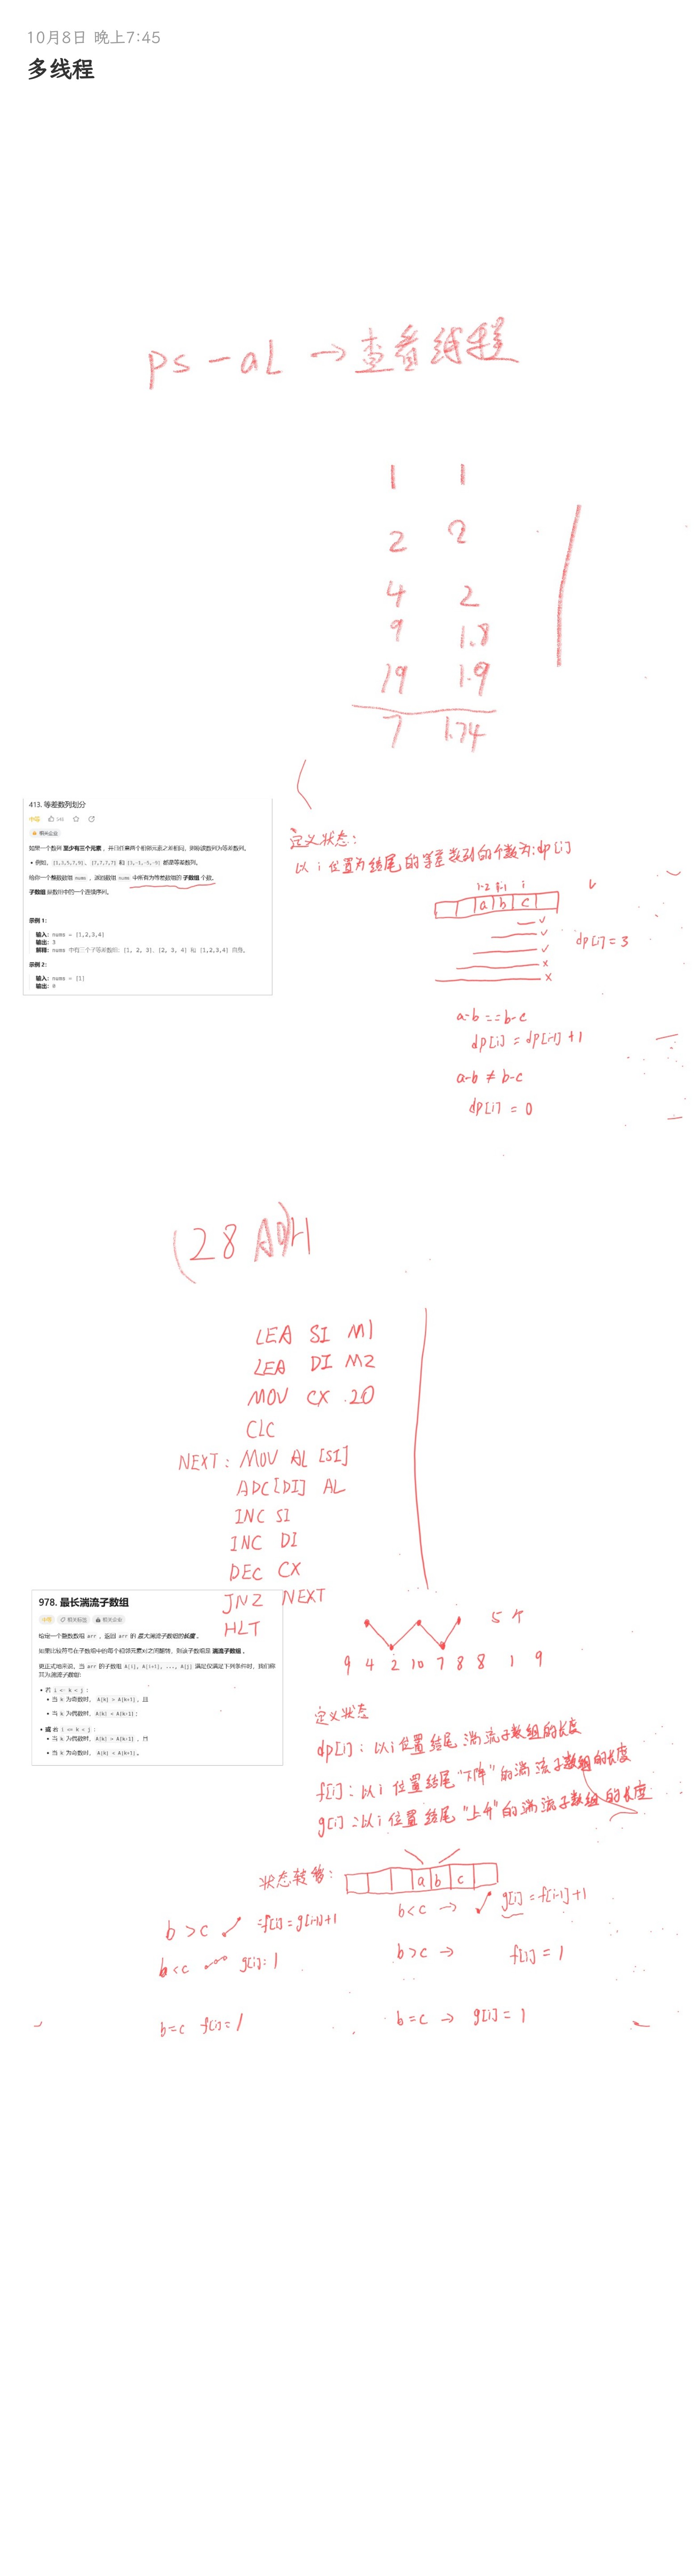 10月8日 晚上7:45
多线程
ps -aL → 查看线程
1 1
2 2
4 2
9 1.8
19 1.9
7 1.74
413. 等差数列划分
中等 相关企业
如果一个数列 至少有三个元素 ，并且任意两个相邻元素之差相同，则称该数列为等差数列。
• 例如，[1,3,5,7,9]、[7,7,7,7] 和 [3,-1,-5,-9] 都是等差数列。
给你一个整数数组 nums ，返回数组 nums 中所有为等差数组的 子数组 个数。
子数组 是数组中的一个连续序列。
示例 1：
输入：nums = [1,2,3,4]
输出：3
解释：nums 中有三个子等差数组：[1, 2, 3]、[2, 3, 4] 和 [1,2,3,4] 自身。
示例 2：
输入：nums = [1]
输出：0
定义状态：
以 i 位置为结尾的等差数列的个数为：dp[i]
i-2 i-1 i
a b c
dp[i] = 3
a-b == b-c
dp[i] = dp[i-1] + 1
a-b ≠ b-c
dp[i] = 0
LEA SI M1
LEA DI M2
MOV CX 20
CLC
NEXT: MOV AL [SI]
ADC [DI] AL
INC SI
INC DI
DEC CX
JNZ NEXT
HLT
978. 最长湍流子数组
中等 相关标签 相关企业
给定一个整数数组 arr ，返回 arr 的 最大湍流子数组的长度 。
如果比较符号在子数组中的每个相邻元素对之间翻转，则该子数组是 湍流子数组 。
更正式地来说，当 arr 的子数组 A[i], A[i+1], ..., A[j] 满足仅满足下列条件时，我们称其为湍流子数组：
• 若 i <= k < j ：
• 当 k 为奇数时， A[k] > A[k+1]，且
• 当 k 为偶数时，A[k] < A[k+1]；
• 或 若 i <= k < j ：
• 当 k 为偶数时，A[k] > A[k+1] ，且
• 当 k 为奇数时， A[k] < A[k+1]。
5 个
9 4 2 10 7 8 8 1 9
定义状态
dp[i]：以 i 位置结尾 湍流子数组的长度
f[i]：以 i 位置结尾"下降"的湍流子数组的长度
g[i]：以 i 位置结尾"上升"的湍流子数组的长度
状态转移： a b c
b > c f[i] = g[i-1]+1
b < c → g[i] = f[i-1]+1
b < c g[i]=1
b > c → f[i] = 1
b = c f[i] = 1
b = c → g[i] = 1